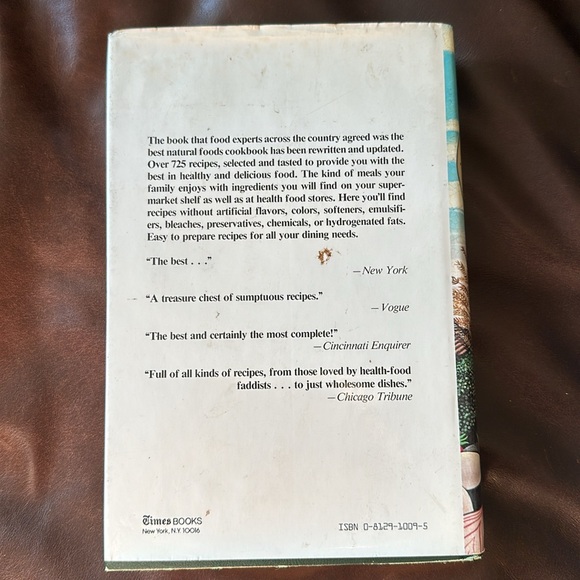 The book that food experts across the country agreed was the
best natural foods cookbook has been rewritten and updated.
Over 725 recipes, selected and tasted to provide you with the
best in healthy and delicious food. The kind of meals your
family enjoys with ingredients you will find on your super-
market shelf as well as at health food stores. Here you'll find
recipes without artificial flavors, colors, softeners, emulsifi-
ers, bleaches, preservatives, chemicals, or hydrogenated fats.
Easy to prepare recipes for all your dining needs.
“The best . . .”
—New York
“A treasure chest of sumptuous recipes.”
—Vogue
“The best and certainly the most complete!”
—Cincinnati Enquirer
“Full of all kinds of recipes, from those loved by health-food
faddists . . . to just wholesome dishes.”
—Chicago Tribune
Times BOOKS
New York, N.Y. 10016
ISBN 0-8129-1009-5